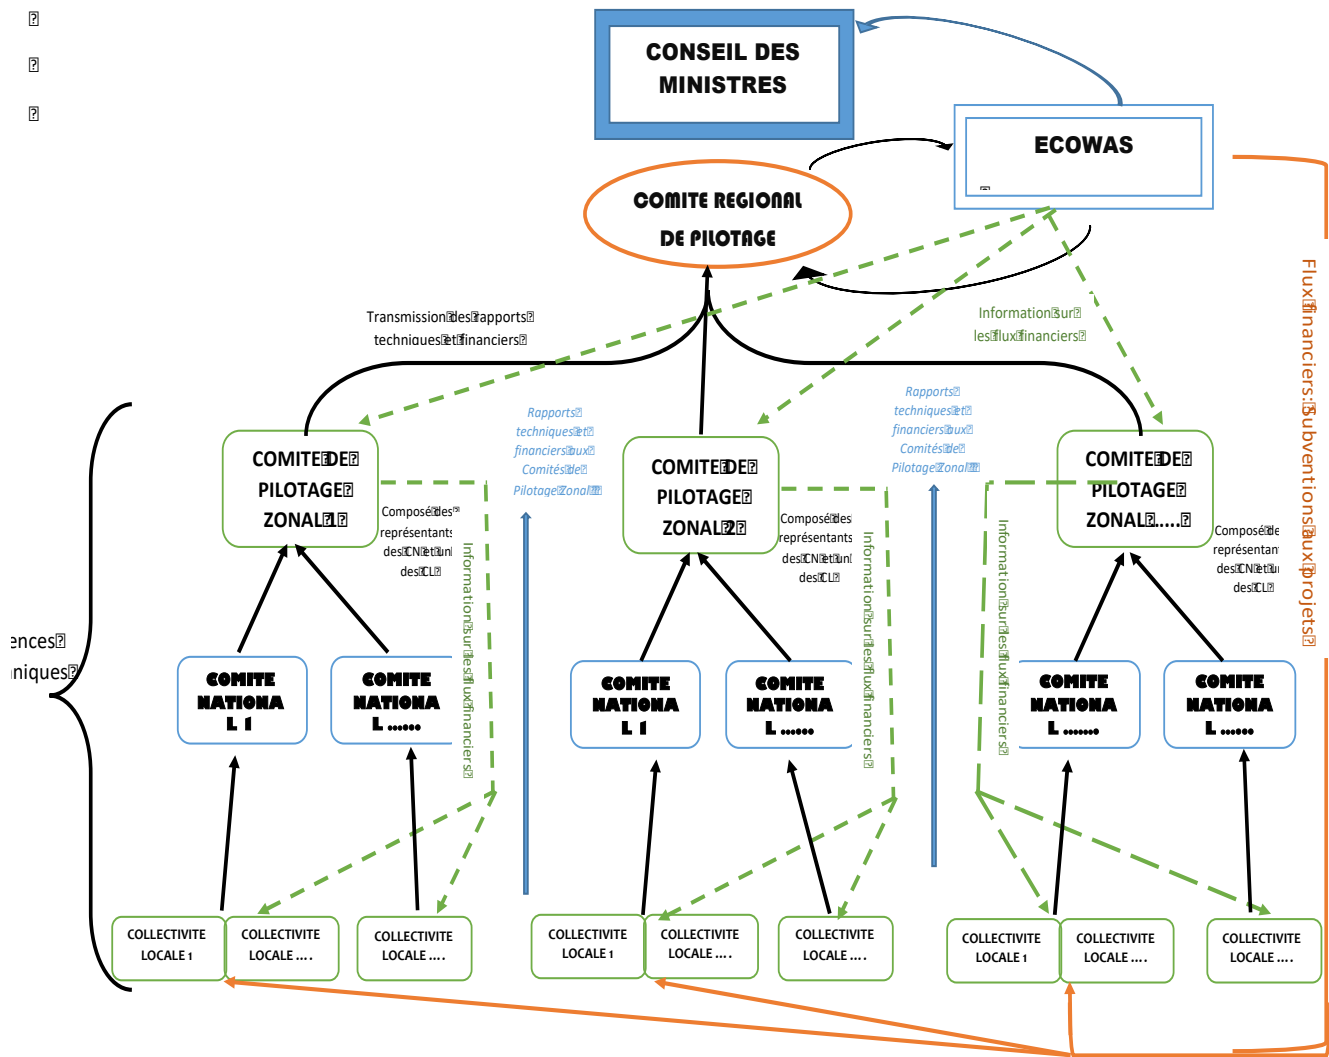 CONSEIL DES
MINISTRES
ECOWAS
COMITE REGIONAL
DE PILOTAGE
Transmission des rapports
techniques et financiers
Information sur
les flux financiers
Flux financiers: Subventions aux projets
Rapports
techniques et
financiers aux
Comités de
Pilotage Zonal
Rapports
techniques et
financiers aux
Comités de
Pilotage Zonal
COMITE DE
PILOTAGE
ZONAL 1
COMITE DE
PILOTAGE
ZONAL 2
COMITE DE
PILOTAGE
ZONAL .....
Composé des
représentants
des CN et un
des CL
Composé des
représentants
des CN et un
des CL
Composé de
représentan
des CN et u
des CL
Information sur les flux financiers
Information sur les flux financiers
Information sur les flux financiers
ences
niques
COMITE
NATIONA
L 1
COMITE
NATIONA
L ......
COMITE
NATIONA
L 1
COMITE
NATIONA
L ......
COMITE
NATIONA
L .......
COMITE
NATIONA
L ......
COLLECTIVITE
LOCALE 1
COLLECTIVITE
LOCALE ....
COLLECTIVITE
LOCALE ....
COLLECTIVITE
LOCALE 1
COLLECTIVITE
LOCALE ....
COLLECTIVITE
LOCALE ....
COLLECTIVITE
LOCALE 1
COLLECTIVITE
LOCALE ....
COLLECTIVITE
LOCALE ....